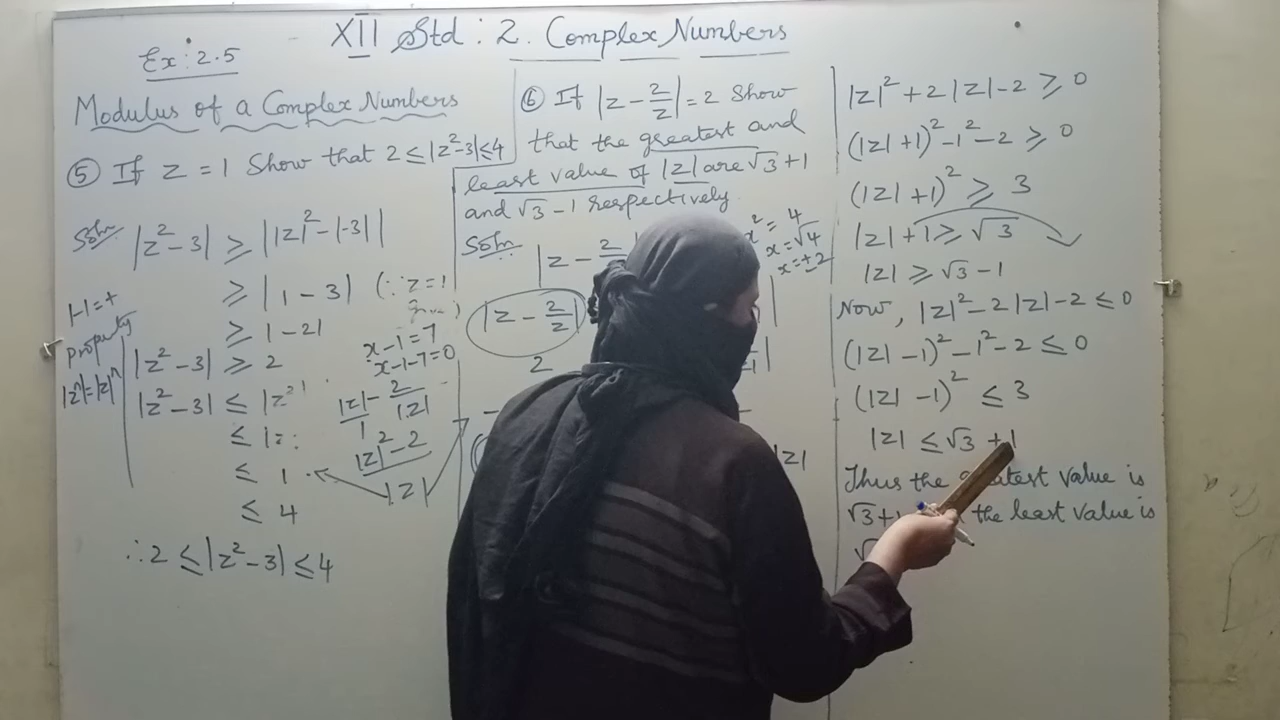 XII Std : 2. Complex Numbers
Ex: 2.5
Modulus of a Complex Numbers
⑤ If z = 1 Show that 2 ≤ |z²-3| ≤ 4
Soln
|z² - 3| ≥ ||z|² - |-3||
≥ |1 - 3| (∵ z = 1
≥ |-2|
|z² - 3| ≥ 2
|z² - 3| ≤ |z²|
≤ |z
≤ 1
≤ 4
∴ 2 ≤ |z² - 3| ≤ 4
|-| = +
property
|zⁿ| = |z|ⁿ
x - 1 = 7
x - 1 - 7 = 0
|z| - 2
1 |z|
|z|² - 2
|z|
⑥ If |z - 2/z| = 2 Show
that the greatest and
least value of |z| are √3 + 1
and √3 - 1 respectively.
Soln
|z - 2
|z - 2/z|
2
x² = 4
x = √4
x = ± 2
|z|
|z|² + 2|z| - 2 ≥ 0
(|z| + 1)² - 1² - 2 ≥ 0
(|z| + 1)² ≥ 3
|z| + 1 ≥ √3
|z| ≥ √3 - 1
Now, |z|² - 2|z| - 2 ≤ 0
(|z| - 1)² - 1² - 2 ≤ 0
(|z| - 1)² ≤ 3
|z| ≤ √3 + 1
Thus the greatest value is
√3 + the least value is